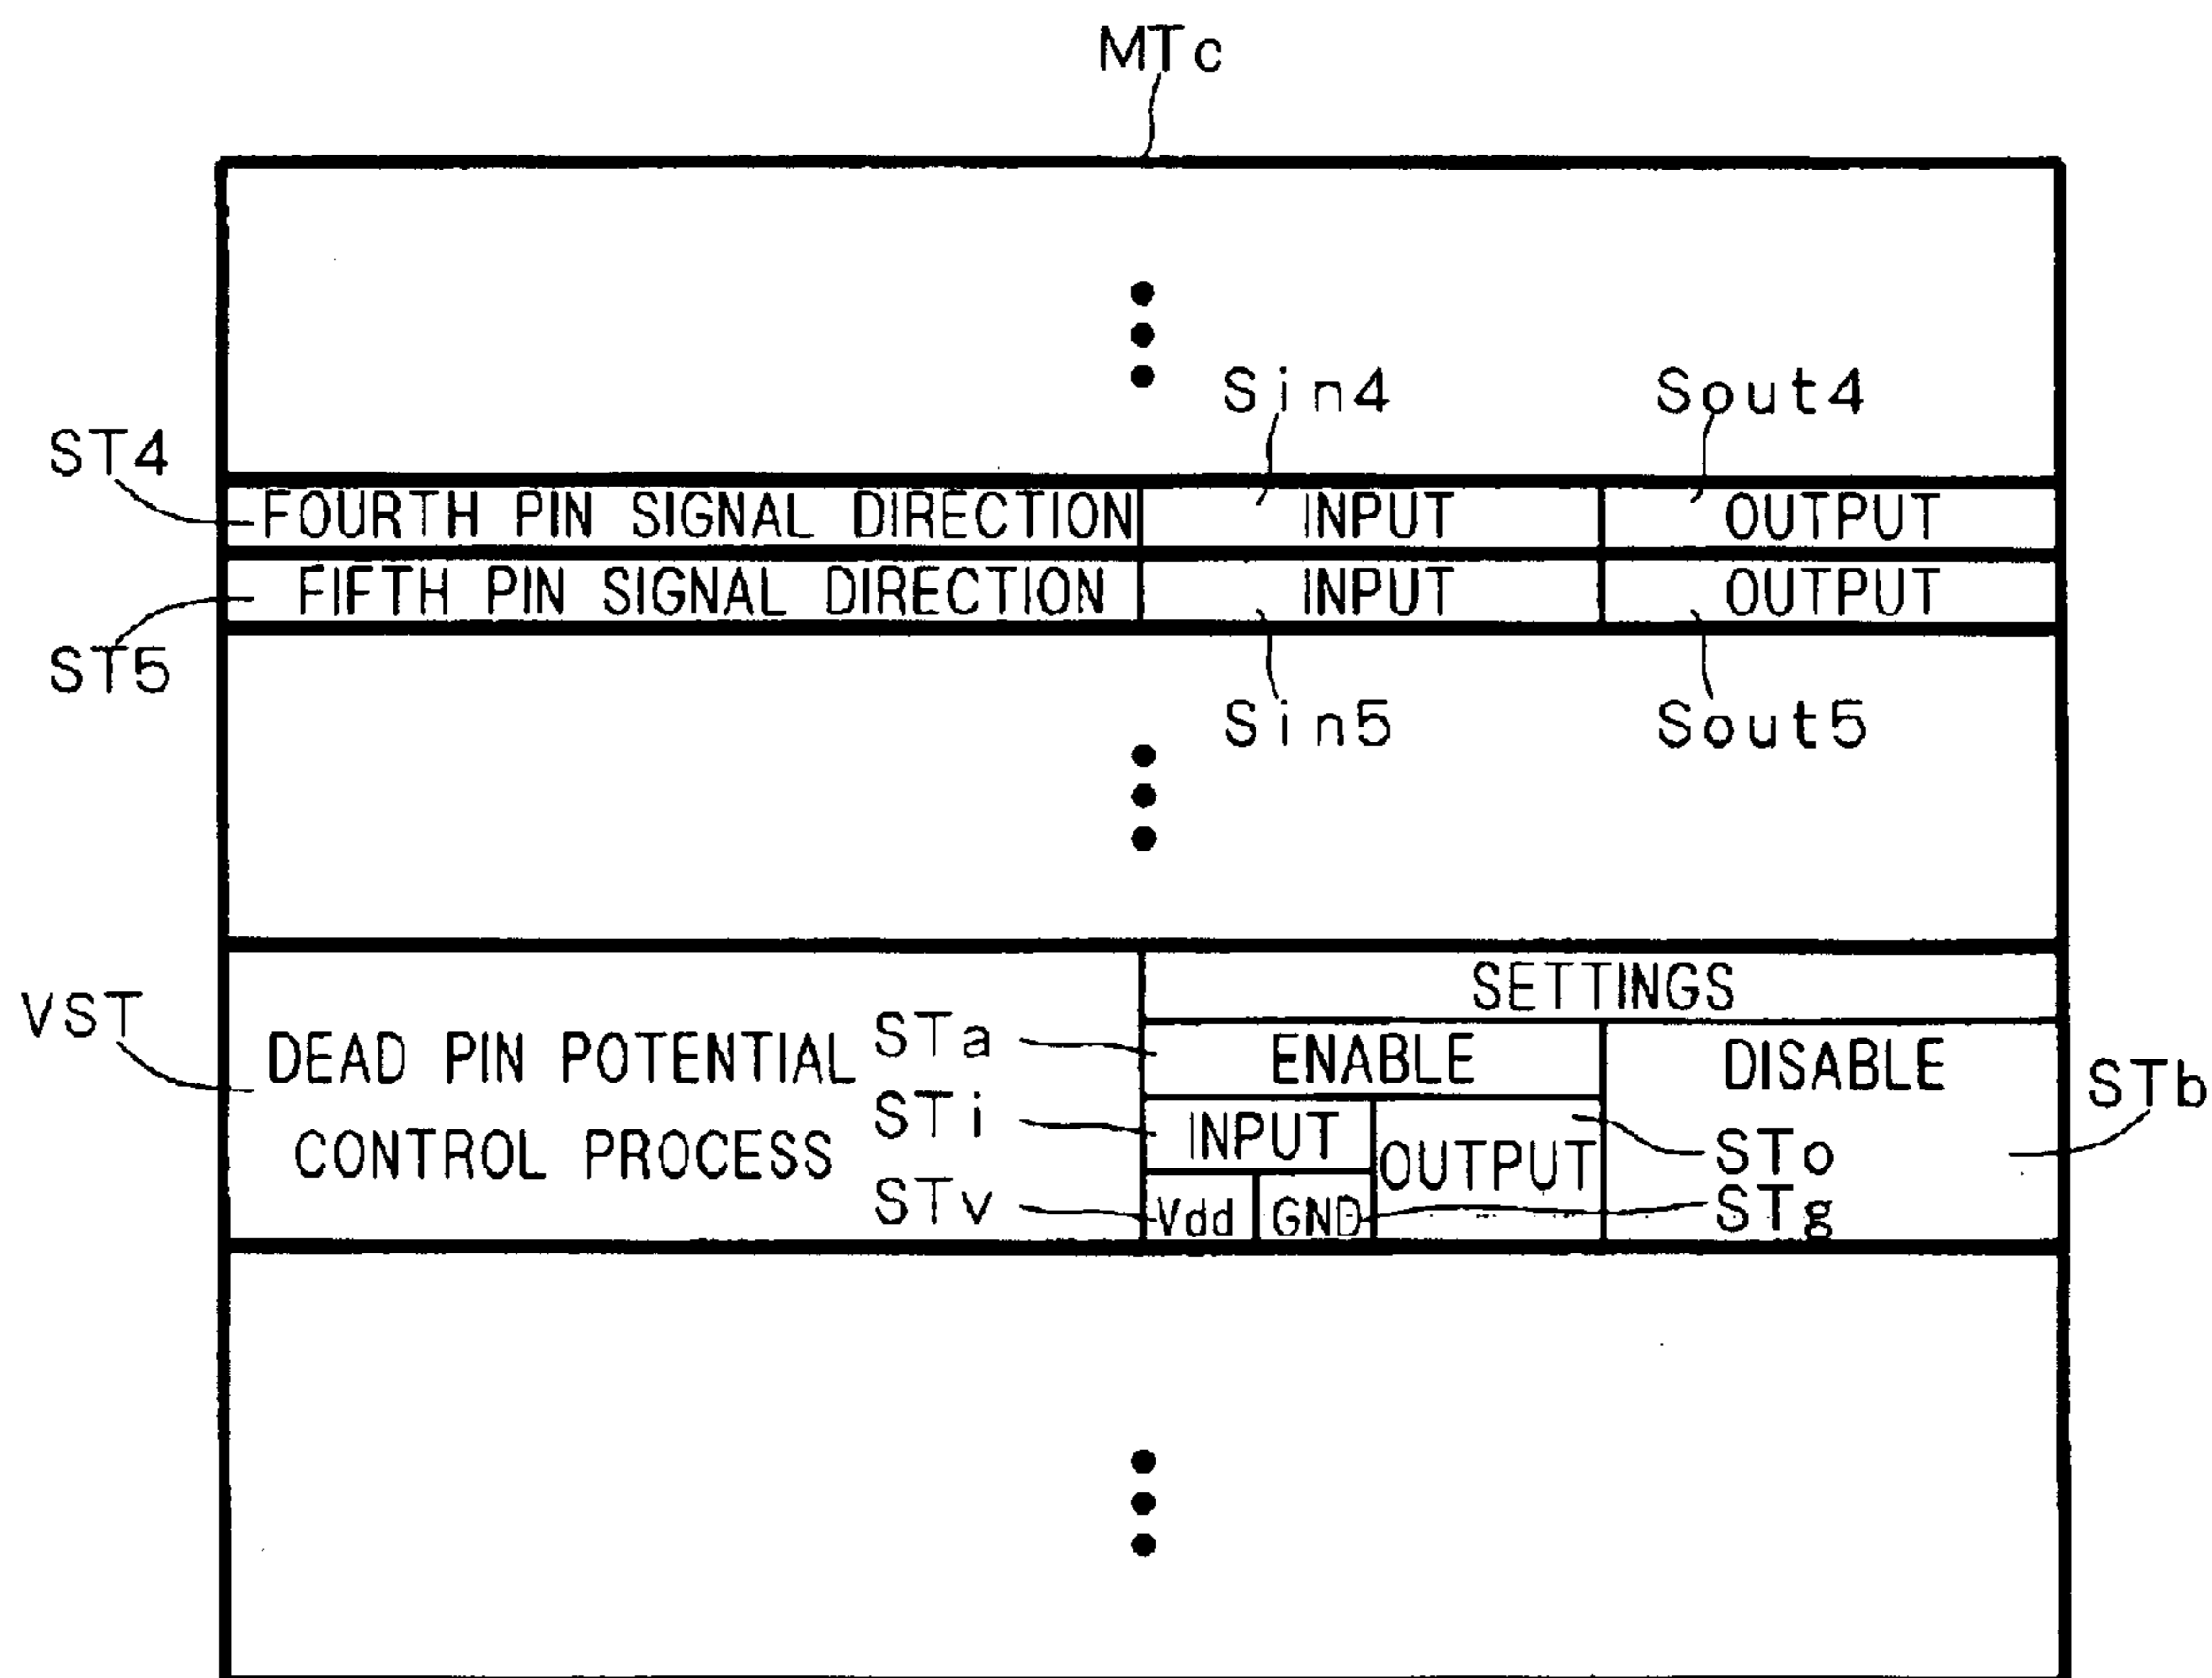 MTc
Sin4 Sout4
ST4
FOURTH PIN SIGNAL DIRECTION INPUT OUTPUT
FIFTH PIN SIGNAL DIRECTION INPUT OUTPUT
ST5
Sin5 Sout5
SETTINGS
VST
DEAD PIN POTENTIAL
CONTROL PROCESS
STa
ENABLE
DISABLE
STb
STi
INPUT
OUTPUT
STo
STv
Vdd
GND
STg